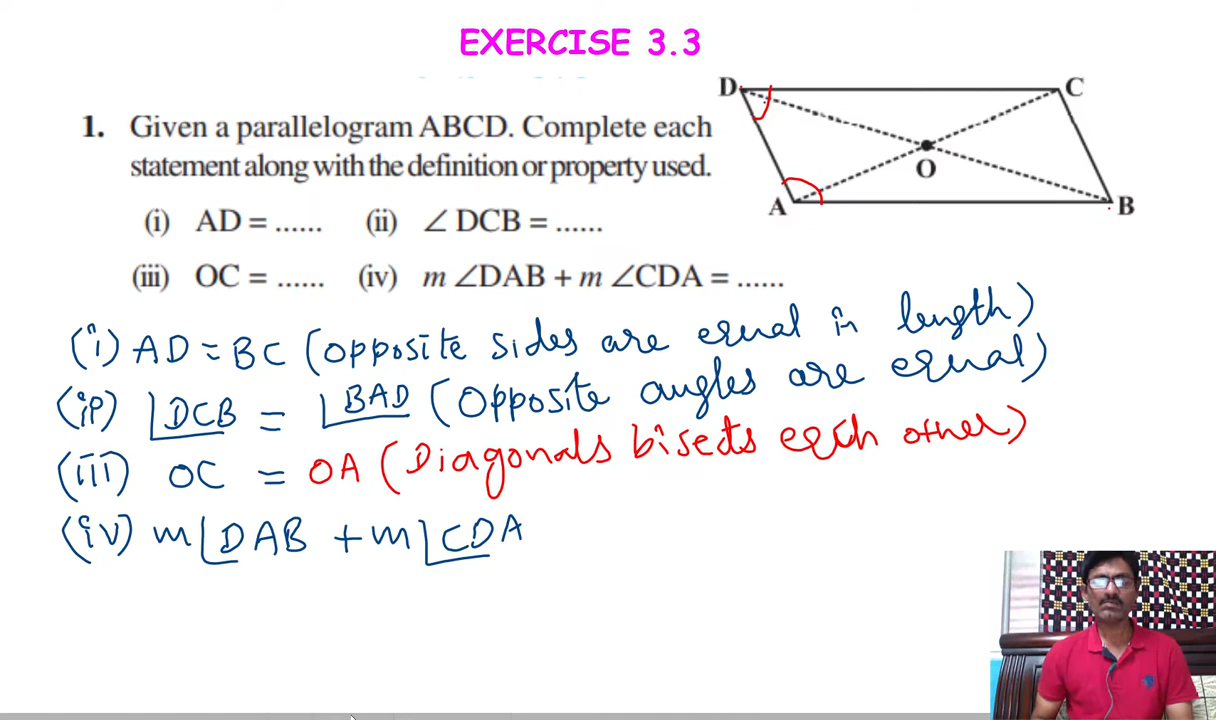 EXERCISE 3.3
1. Given a parallelogram ABCD. Complete each
statement along with the definition or property used.
(i) AD = ...... (ii) ∠ DCB = ......
(iii) OC = ...... (iv) m ∠DAB + m ∠CDA = ......
D C
O
A B
(i) AD = BC (opposite sides are equal in length)
(ii) ∠DCB = ∠BAD (opposite angles are equal)
(iii) OC = OA (Diagonals bisects each other)
(iv) m∠DAB + m∠CDA